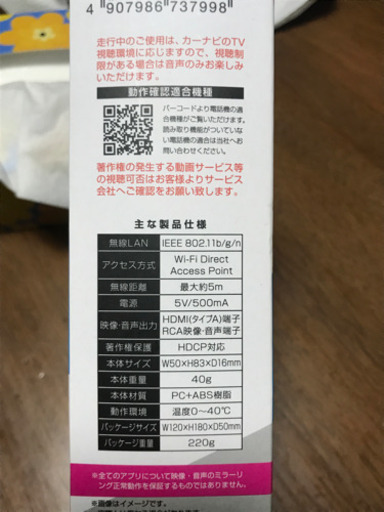 4 907986 737998
走行中のご使用は、カーナビのTV
視聴環境に応じますので、視聴制
限がある場合は音声のみお楽しみ
いただけます。
動作確認適合機種
バーコードより電話機の適
合機種がご覧いただけます。
読み取り機能がついていな
い電話機の適合は当社へお
問い合わせください。
著作権の発生する動画サービス等
の視聴可否はお客様よりサービス
会社へご確認をお願い致します。
主な製品仕様
無線LAN IEEE 802.11b/g/n
アクセス方式 Wi-Fi Direct
Access Point
無線距離 最大約5m
電源 5V/500mA
映像・音声出力 HDMI(タイプA)端子
RCA映像・音声端子
著作権保護 HDCP対応
本体サイズ W50×H83×D16mm
本体重量 40g
本体材質 PC+ABS樹脂
動作環境 温度0～40℃
パッケージサイズ W120×H180×D50mm
パッケージ重量 220g
※全てのアプリについて映像・音声のミラーリ
ング正常動作を保証するものではありません。
※画像はイメージです。